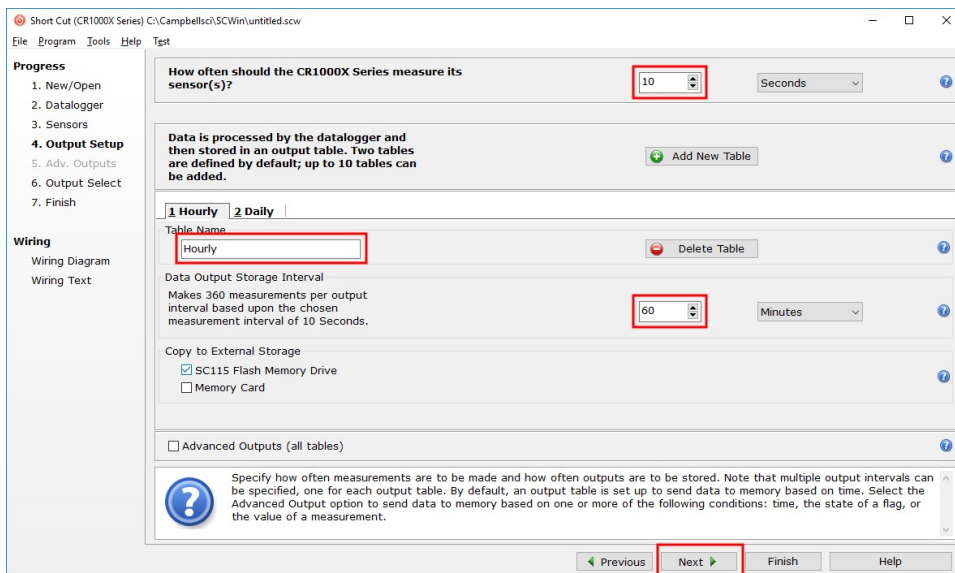 Short Cut (CR1000X Series) C:\Campbellsci\SCWin\untitled.scw
File Program Tools Help Test
Progress
1. New/Open
2. Datalogger
3. Sensors
4. Output Setup
5. Adv. Outputs
6. Output Select
7. Finish
Wiring
Wiring Diagram
Wiring Text
How often should the CR1000X Series measure its
sensor(s)?
10
Seconds
Data is processed by the datalogger and
then stored in an output table. Two tables
are defined by default; up to 10 tables can
be added.
Add New Table
1 Hourly 2 Daily
Table Name
Hourly
Delete Table
Data Output Storage Interval
Makes 360 measurements per output
interval based upon the chosen
measurement interval of 10 Seconds.
60
Minutes
Copy to External Storage
SC115 Flash Memory Drive
Memory Card
Advanced Outputs (all tables)
Specify how often measurements are to be made and how often outputs are to be stored. Note that multiple output intervals can
be specified, one for each output table. By default, an output table is set up to send data to memory based on time. Select the
Advanced Output option to send data to memory based on one or more of the following conditions: time, the state of a flag, or
the value of a measurement.
Previous Next Finish Help